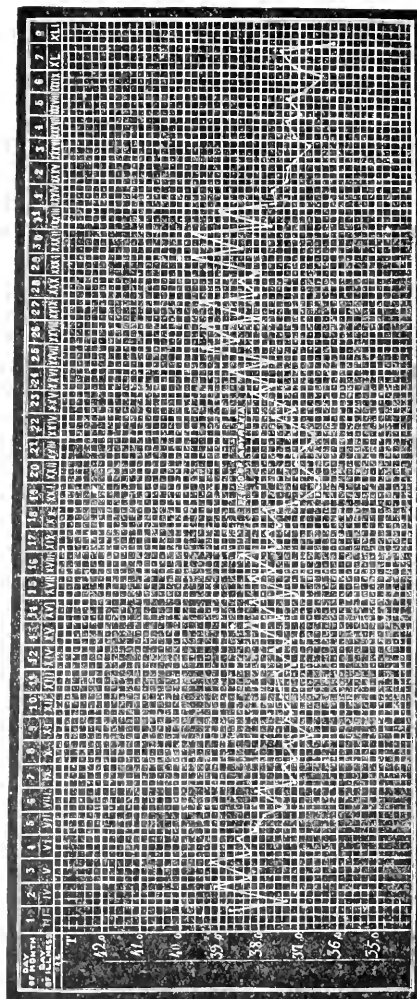 DAY OF MONTH 1 2 3 4 5 6 7 8 9 10 11 12 13 14 15 16 17 18 19 20 21 22 23 24 25 26 27 28 29 30 31 1 2 3 4 5 6 7 8
DAY OF ILLNESS III IV V VI VII VIII IX X XI XII XIII XIV XV XVI XVII XVIII XIX XX XXI XXII XXIII XXIV XXV XXVI XXVII XXVIII XXIX XXX XXXI XXXII XXXIII XXXIV XXXV XXXVI XXXVII XXXVIII XXXIX XL XLI
T
42.0
41.0
40.0
39.0
38.0
37.0
36.0
35.0